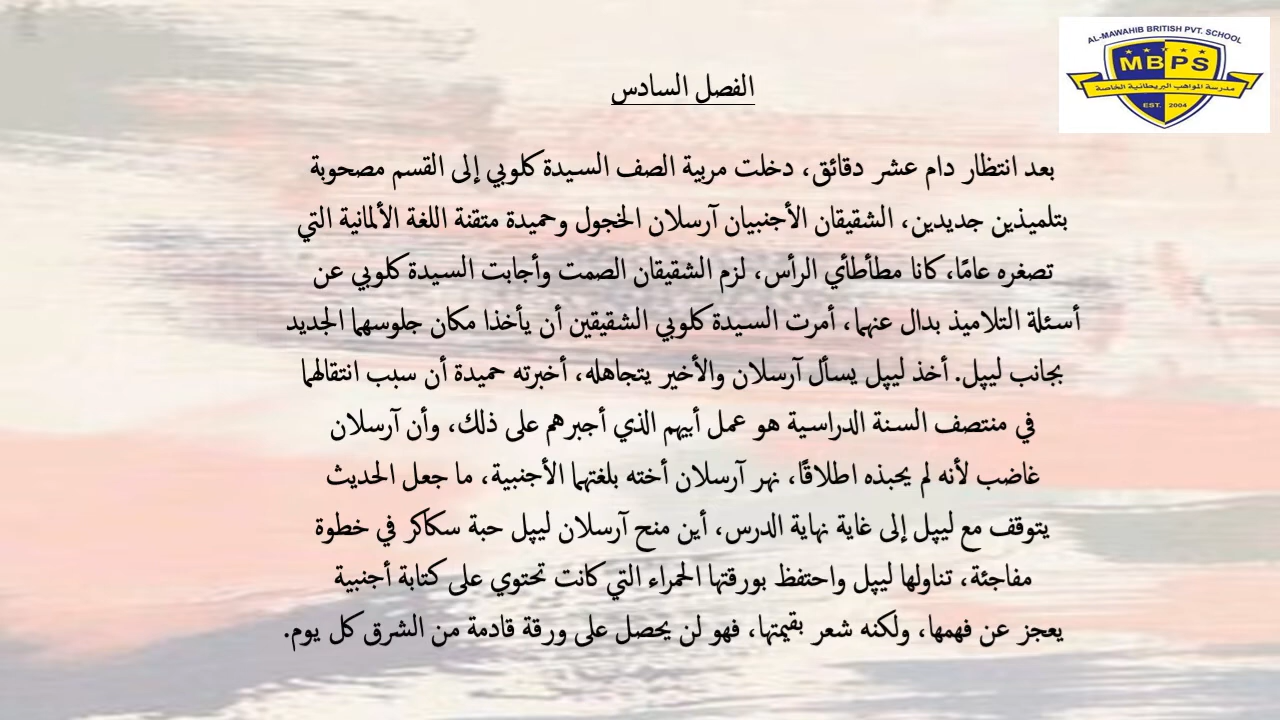 AL-MAWAHIB BRITISH PVT. SCHOOL
MBPS
مدرسة المواهب البريطانية الخاصة
EST. 2004
الفصل السادس
بعد انتظار دام عشر دقائق، دخلت مربية الصف السيدة كلوبي إلى القسم مصحوبة
بتلميذين جديدين، الشقيقان الأجنبيان آرسلان الخجول وحميدة متقنة اللغة الألمانية التي
تصغره عامًا، كانا مطأطأي الرأس، لزم الشقيقان الصمت وأجابت السيدة كلوبي عن
أسئلة التلاميذ بدال عنهما، أمرت السيدة كلوبي الشقيقين أن يأخذا مكان جلوسهما الجديد
بجانب ليپل. أخذ ليپل يسأل آرسلان والأخير يتجاهله، أخبرته حميدة أن سبب انتقالهما
في منتصف السنة الدراسية هو عمل أبيهم الذي أجبرهم على ذلك، وأن آرسلان
غاضب لأنه لم يحبذه اطلاقًا، نهر آرسلان أخته بلغتهما الأجنبية، ما جعل الحديث
يتوقف مع ليپل إلى غاية نهاية الدرس، أين منح آرسلان ليپل حبة سكاكر في خطوة
مفاجئة، تناولها ليپل واحتفظ بورقتها الحمراء التي كانت تحتوي على كتابة أجنبية
يعجز عن فهمها، ولكنه شعر بقيمتها، فهو لن يحصل على ورقة قادمة من الشرق كل يوم.